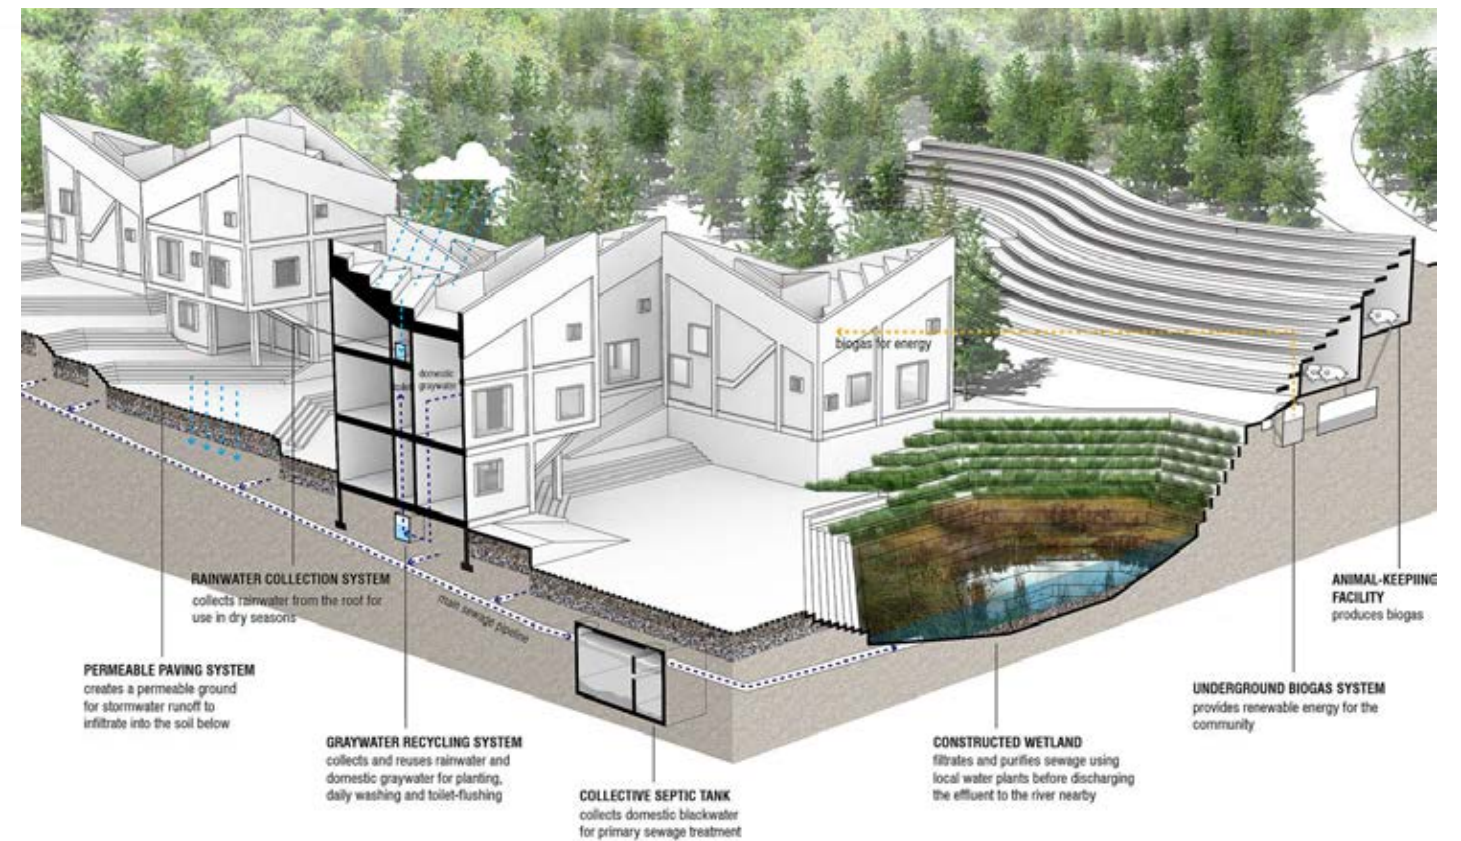 biogas for energy
domestic
graywater
main sewage pipeline
RAINWATER COLLECTION SYSTEM
collects rainwater from the roof for
use in dry seasons
PERMEABLE PAVING SYSTEM
creates a permeable ground
for stormwater runoff to
infiltrate into the soil below
GRAYWATER RECYCLING SYSTEM
collects and reuses rainwater and
domestic graywater for planting,
daily washing and toilet-flushing
COLLECTIVE SEPTIC TANK
collects domestic blackwater
for primary sewage treatment
CONSTRUCTED WETLAND
filtrates and purifies sewage using
local water plants before discharging
the effluent to the river nearby
UNDERGROUND BIOGAS SYSTEM
provides renewable energy for the
community
ANIMAL-KEEPIING
FACILITY
produces biogas